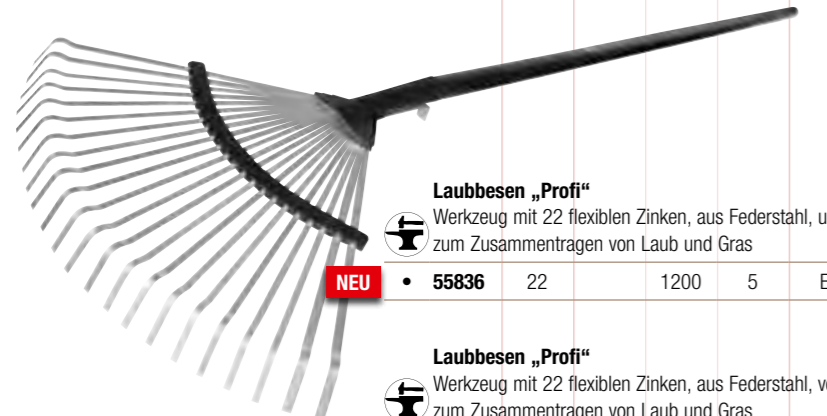 Laubbesen „Profi“
Werkzeug mit 22 flexiblen Zinken, aus Federstahl,
zum Zusammentragen von Laub und Gras
NEU • 55836 22 1200 5
Laubbesen „Profi“
Werkzeug mit 22 flexiblen Zinken, aus Federstahl,
zum Zusammentragen von Laub und Gras